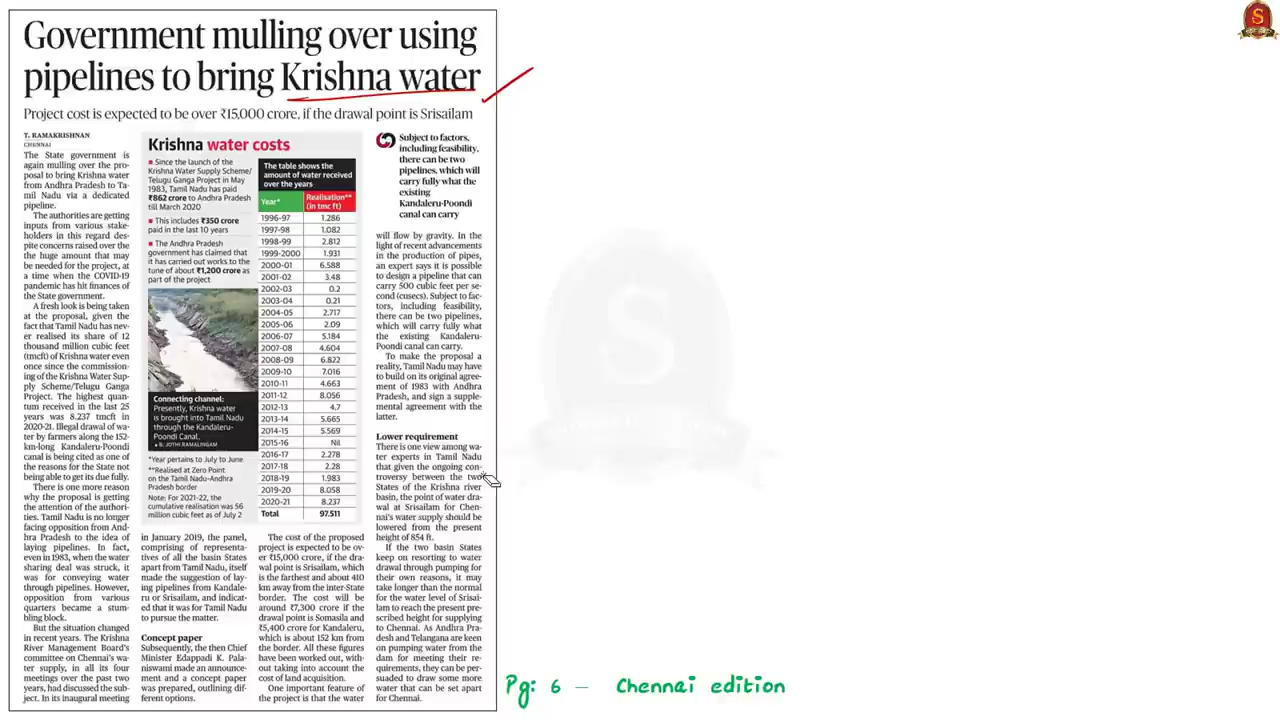 Government mulling over using
pipelines to bring Krishna water
Project cost is expected to be over ₹15,000 crore, if the drawal point is Srisailam
T. RAMAKRISHNAN
CHENNAI
The State government is
again mulling over the pro-
posal to bring Krishna water
from Andhra Pradesh to Ta-
mil Nadu via a dedicated
pipeline.
The authorities are getting
inputs from various stake-
holders in this regard des-
pite concerns raised over the
huge amount that may
be needed for the project, at
a time when the COVID-19
pandemic has hit finances of
the State government.
A fresh look is being taken
at the proposal, given the
fact that Tamil Nadu has nev-
er realised its share of 12
thousand million cubic feet
(tmcft) of Krishna water even
once since the commission-
ing of the Krishna Water Sup-
ply Scheme/Telugu Ganga
Project. The highest quan-
tum received in the last 25
years was 8.237 tmcft in
2020-21. Illegal drawal of wa-
ter by farmers along the 152-
km-long Kandaleru-Poondi
canal is being cited as one of
the reasons for the State not
being able to get its due fully.
There is one more reason
why the proposal is getting
the attention of the authori-
ties. Tamil Nadu is no longer
facing opposition from And-
hra Pradesh to the idea of
laying pipelines. In fact,
even in 1983, when the water
sharing deal was struck, it
was for conveying water
through pipelines. However,
opposition from various
quarters became a stum-
bling block.
But the situation changed
in recent years. The Krishna
River Management Board's
committee on Chennai's wa-
ter supply, in all its four
meetings over the past two
years, had discussed the sub-
ject. In its inaugural meeting
Krishna water costs
Since the launch of the
Krishna Water Supply Scheme/
Telugu Ganga Project in May
1983, Tamil Nadu has paid
₹862 crore to Andhra Pradesh
till March 2020
This includes ₹350 crore
paid in the last 10 years
The Andhra Pradesh
government has claimed that
it has carried out works to the
tune of about ₹1,200 crore as
part of the project
Connecting channel:
Presently, Krishna water
is brought into Tamil Nadu
through the Kandaleru-
Poondi Canal.
B. JOTHI RAMALINGAM
*Year pertains to July to June
**Realised at Zero Point
on the Tamil Nadu-Andhra
Pradesh border
Note: For 2021-22, the
cumulative realisation was 56
million cubic feet as of July 2
The table shows the
amount of water received
over the years
Year* Realisation** (in tmc ft)
1996-97 1.286
1997-98 1.082
1998-99 2.812
1999-2000 1.931
2000-01 6.588
2001-02 3.48
2002-03 0.2
2003-04 0.21
2004-05 2.717
2005-06 2.09
2006-07 5.184
2007-08 4.604
2008-09 6.822
2009-10 7.016
2010-11 4.663
2011-12 8.056
2012-13 4.7
2013-14 5.665
2014-15 5.569
2015-16 Nil
2016-17 2.278
2017-18 2.28
2018-19 1.983
2019-20 8.058
2020-21 8.237
Total 97.511
in January 2019, the panel,
comprising of representa-
tives of all the basin States
apart from Tamil Nadu, itself
made the suggestion of lay-
ing pipelines from Kandale-
ru or Srisailam, and indicat-
ed that it was for Tamil Nadu
to pursue the matter.
Concept paper
Subsequently, the then Chief
Minister Edappadi K. Pala-
niswami made an announce-
ment and a concept paper
was prepared, outlining dif-
ferent options.
The cost of the proposed
project is expected to be ov-
er ₹15,000 crore, if the dra-
wal point is Srisailam, which
is the farthest and about 410
km away from the inter-State
border. The cost will be
around ₹7,300 crore if the
drawal point is Somasila and
₹5,400 crore for Kandaleru,
which is about 152 km from
the border. All these figures
have been worked out, with-
out taking into account the
cost of land acquisition.
One important feature of
the project is that the water
Subject to factors,
including feasibility,
there can be two
pipelines, which will
carry fully what the
existing
Kandaleru-Poondi
canal can carry
will flow by gravity. In the
light of recent advancements
in the production of pipes,
an expert says it is possible
to design a pipeline that can
carry 500 cubic feet per se-
cond (cusecs). Subject to fac-
tors, including feasibility,
there can be two pipelines,
which will carry fully what
the existing Kandaleru-
Poondi canal can carry.
To make the proposal a
reality, Tamil Nadu may have
to build on its original agree-
ment of 1983 with Andhra
Pradesh, and sign a supple-
mental agreement with the
latter.
Lower requirement
There is one view among wa-
ter experts in Tamil Nadu
that given the ongoing con-
troversy between the two
States of the Krishna river
basin, the point of water dra-
wal at Srisailam for Chen-
nai's water supply should be
lowered from the present
height of 854 ft.
If the two basin States
keep on resorting to water
drawal through pumping for
their own reasons, it may
take longer than the normal
for the water level of Srisai-
lam to reach the present pre-
scribed height for supplying
to Chennai. As Andhra Pra-
desh and Telangana are keen
on pumping water from the
dam for meeting their re-
quirements, they can be per-
suaded to draw some more
water that can be set apart
for Chennai.
Pg: 6 - Chennai edition
S